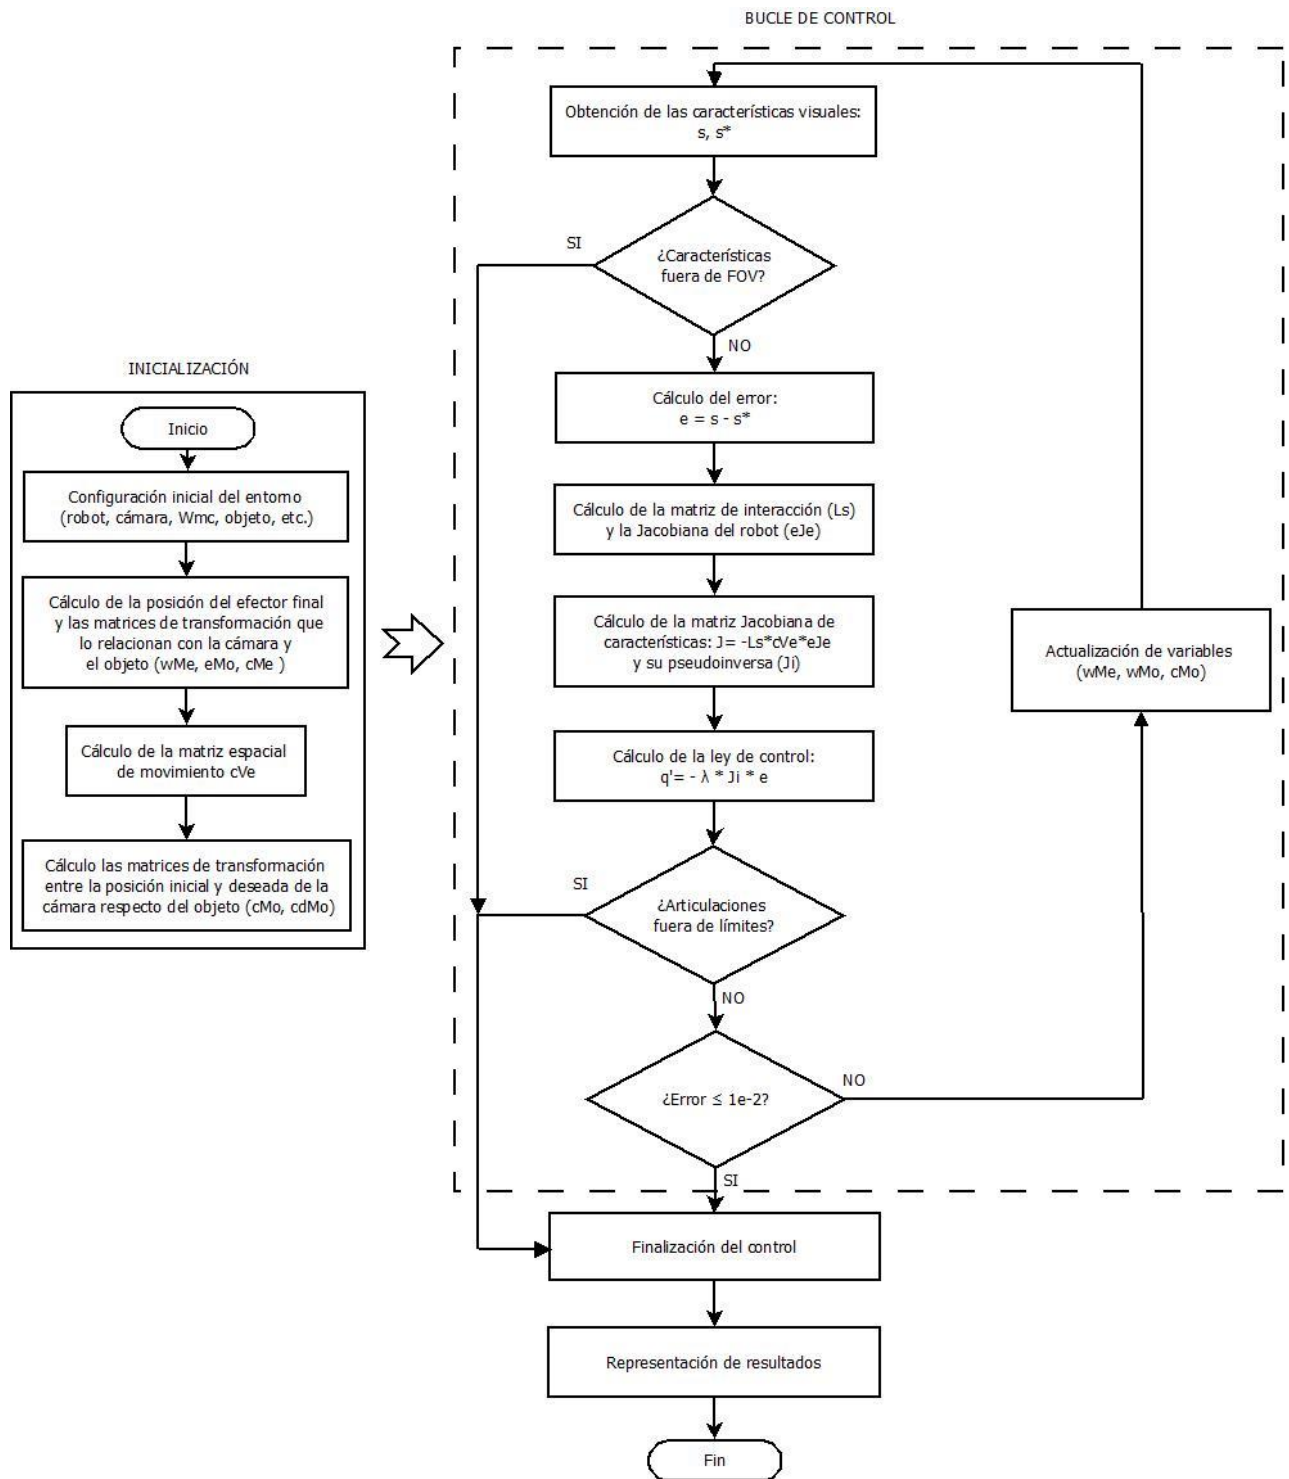 INICIALIZACIÓN
Inicio
Configuración inicial del entorno
(robot, cámara, Wmc, objeto, etc.)
Cálculo de la posición del efector final
y las matrices de transformación que
lo relacionan con la cámara y
el objeto (wMe, eMo, cMe )
Cálculo de la matriz espacial
de movimiento cVe
Cálculo las matrices de transformación
entre la posición inicial y deseada de la
cámara respecto del objeto (cMo, cdMo)
BUCLE DE CONTROL
Obtención de las características visuales:
s, s*
¿Características
fuera de FOV?
SI
NO
Cálculo del error:
e = s - s*
Cálculo de la matriz de interacción (Ls)
y la Jacobiana del robot (eJe)
Cálculo de la matriz Jacobiana de
características: J= -Ls*cVe*eJe
y su pseudoinversa (Ji)
Cálculo de la ley de control:
q'= - λ * Ji * e
¿Articulaciones
fuera de límites?
SI
NO
¿Error ≤ 1e-2?
NO
SI
Actualización de variables
(wMe, wMo, cMo)
Finalización del control
Representación de resultados
Fin